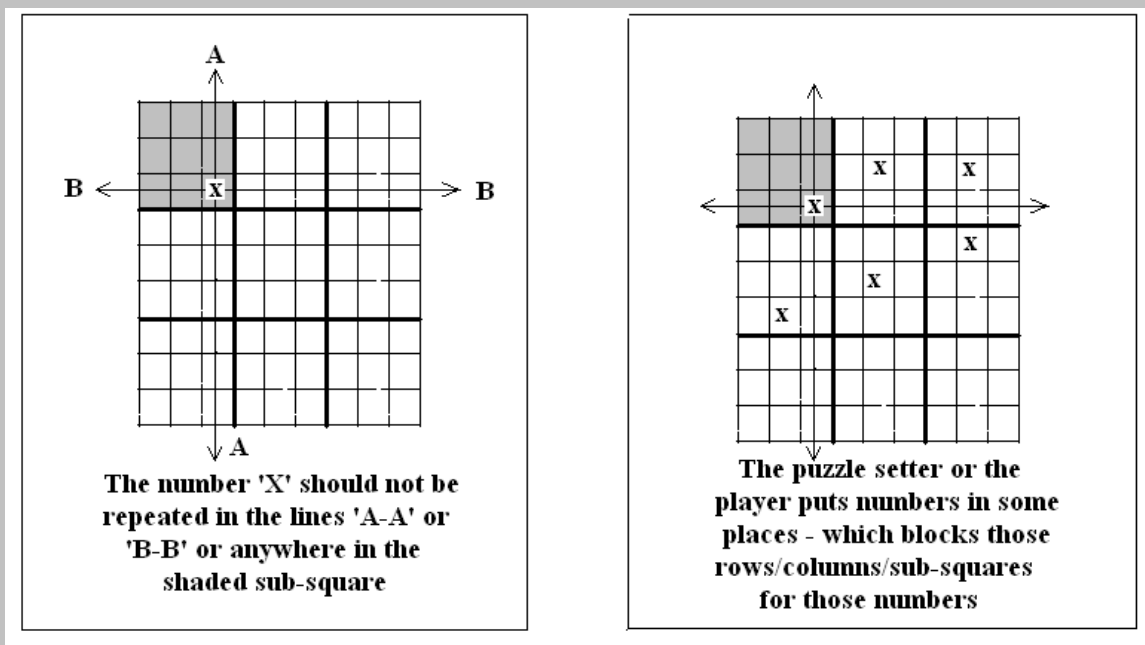 A
B
X
B
A
The number 'X' should not be
repeated in the lines 'A-A' or
'B-B' or anywhere in the
shaded sub-square
X
X
X
X
X
X
The puzzle setter or the
player puts numbers in some
places - which blocks those
rows/columns/sub-squares
for those numbers